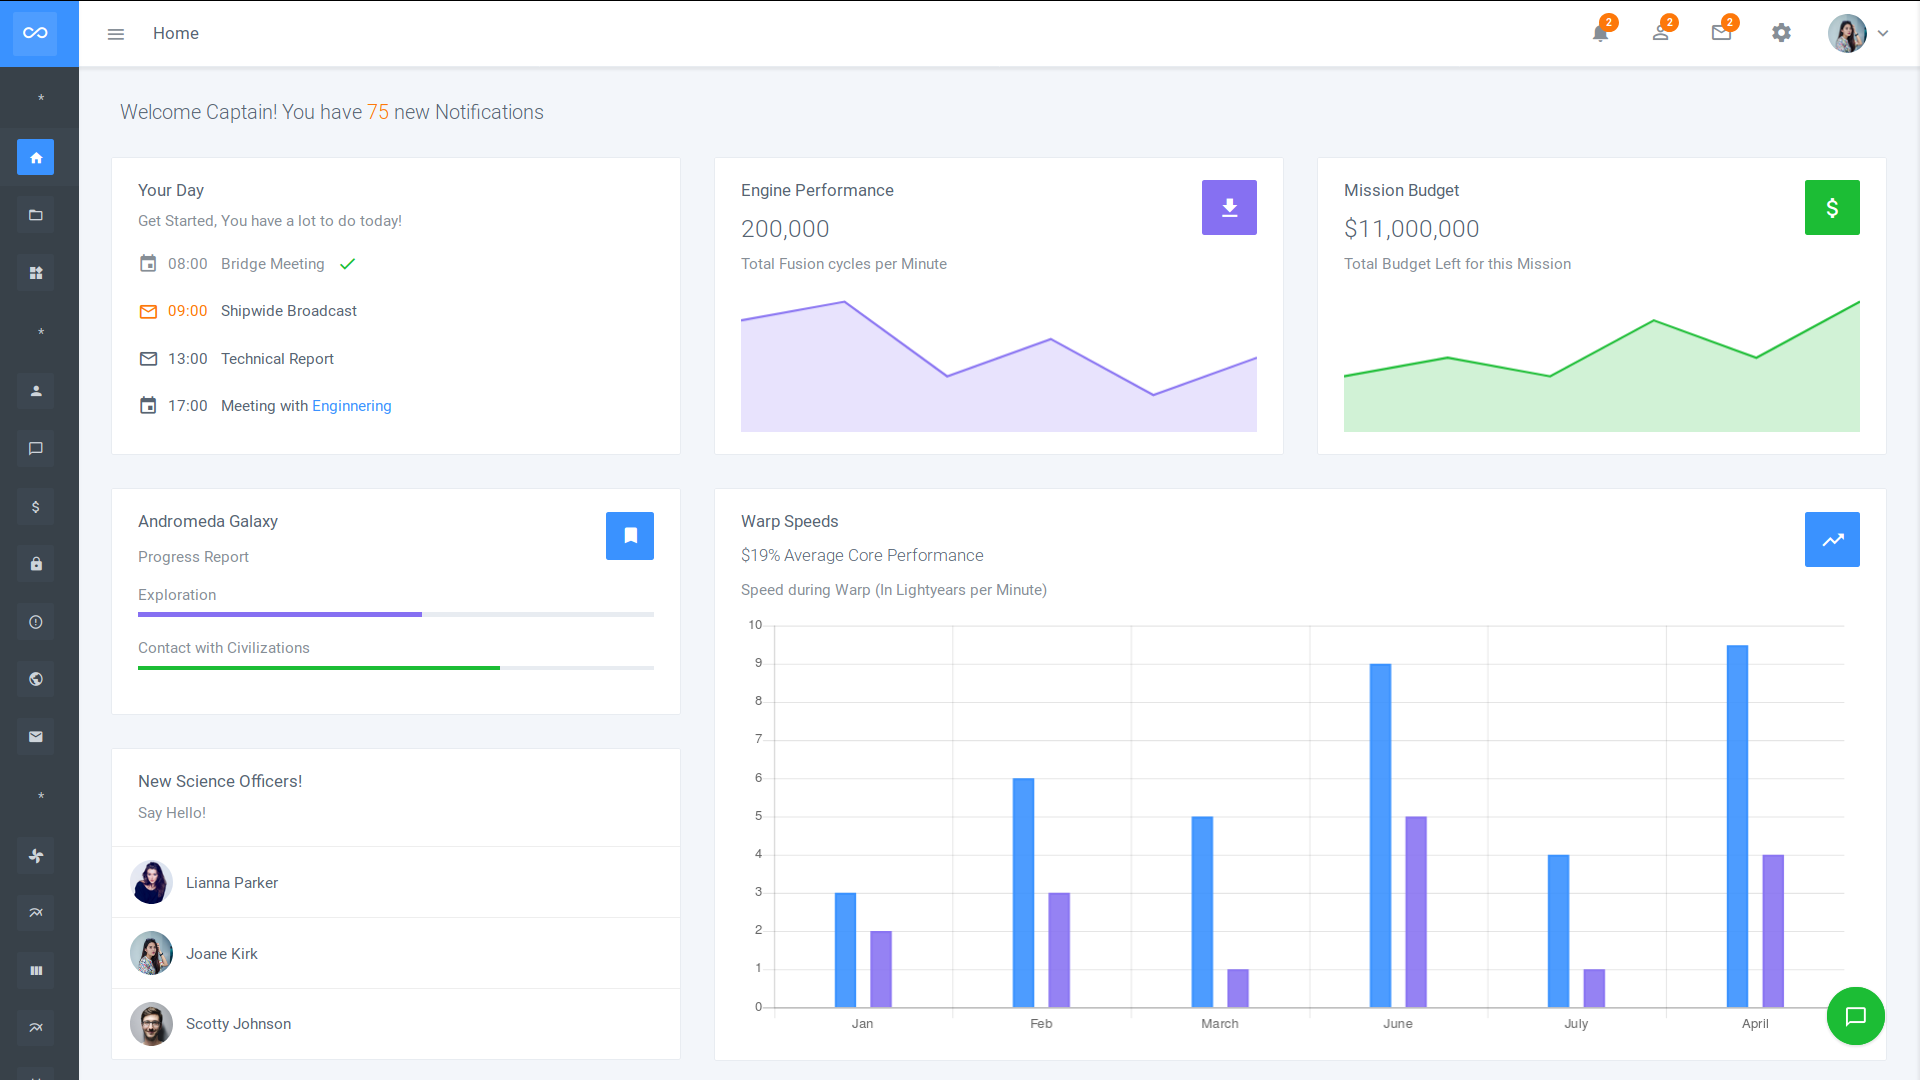 Home
2
2
2
*
Welcome Captain! You have 75 new Notifications
Your Day
Get Started, You have a lot to do today!
08:00 Bridge Meeting
09:00 Shipwide Broadcast
13:00 Technical Report
17:00 Meeting with Enginnering
Engine Performance
200,000
Total Fusion cycles per Minute
Mission Budget
$11,000,000
Total Budget Left for this Mission
$
*
$
*
Andromeda Galaxy
Progress Report
Exploration
Contact with Civilizations
New Science Officers!
Say Hello!
Lianna Parker
Joane Kirk
Scotty Johnson
Warp Speeds
$19% Average Core Performance
Speed during Warp (In Lightyears per Minute)
10
9
8
7
6
5
4
3
2
1
0
Jan Feb March June July April